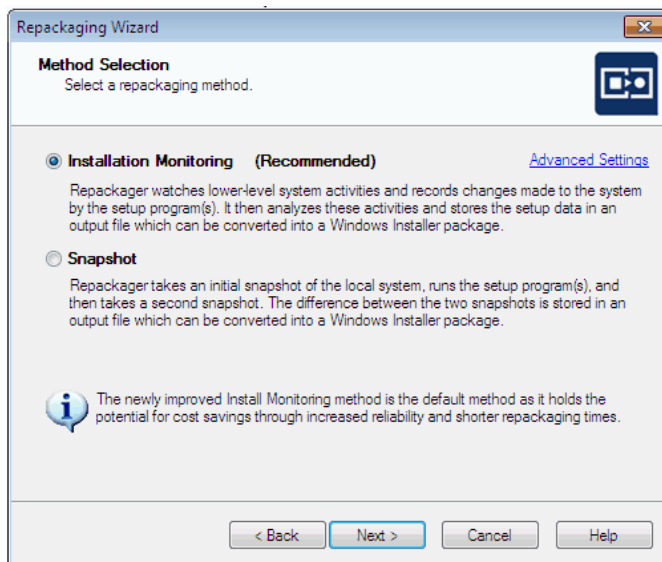 Repackaging Wizard
Method Selection
Select a repackaging method.
Installation Monitoring (Recommended)
Advanced Settings
Repackager watches lower-level system activities and records changes made to the system
by the setup program(s). It then analyzes these activities and stores the setup data in an
output file which can be converted into a Windows Installer package.
Snapshot
Repackager takes an initial snapshot of the local system, runs the setup program(s), and
then takes a second snapshot. The difference between the two snapshots is stored in an
output file which can be converted into a Windows Installer package.
The newly improved Install Monitoring method is the default method as it holds the
potential for cost savings through increased reliability and shorter repackaging times.
< Back
Next >
Cancel
Help